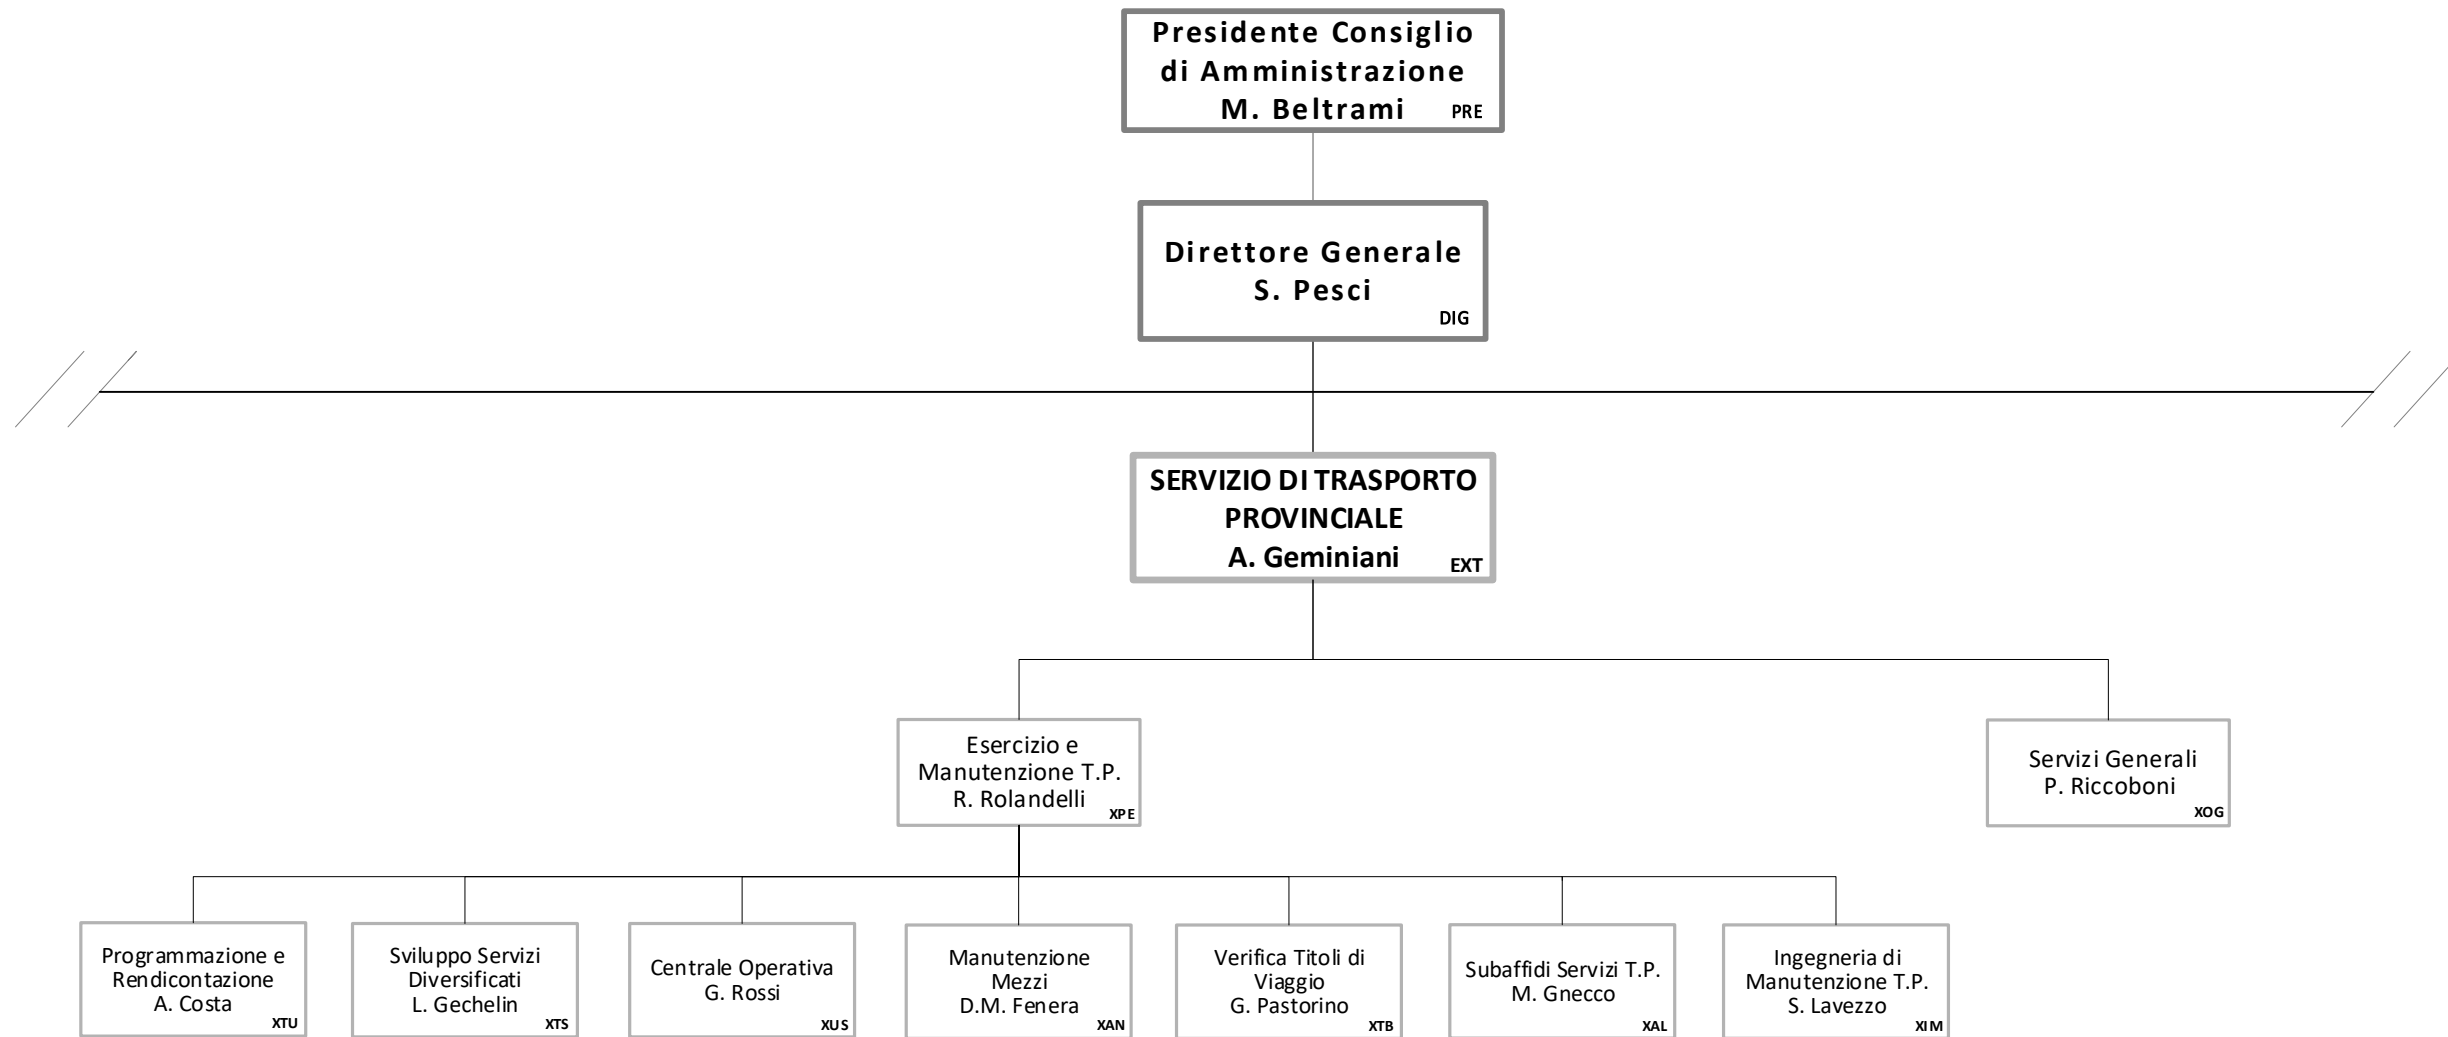 Presidente Consiglio
di Amministrazione
M. Beltrami PRE
Direttore Generale
S. Pesci
DIG
SERVIZIO DI TRASPORTO
PROVINCIALE
A. Geminiani EXT
Esercizio e
Manutenzione T.P.
R. Rolandelli
XPE
Servizi Generali
P. Riccoboni
XOG
Programmazione e
Rendicontazione
A. Costa
XTU
Sviluppo Servizi
Diversificati
L. Gechelin
XTS
Centrale Operativa
G. Rossi
XUS
Manutenzione
Mezzi
D.M. Fenera
XAN
Verifica Titoli di
Viaggio
G. Pastorino
XTB
Subaffidi Servizi T.P.
M. Gnecco
XAL
Ingegneria di
Manutenzione T.P.
S. Lavezzo
XIM